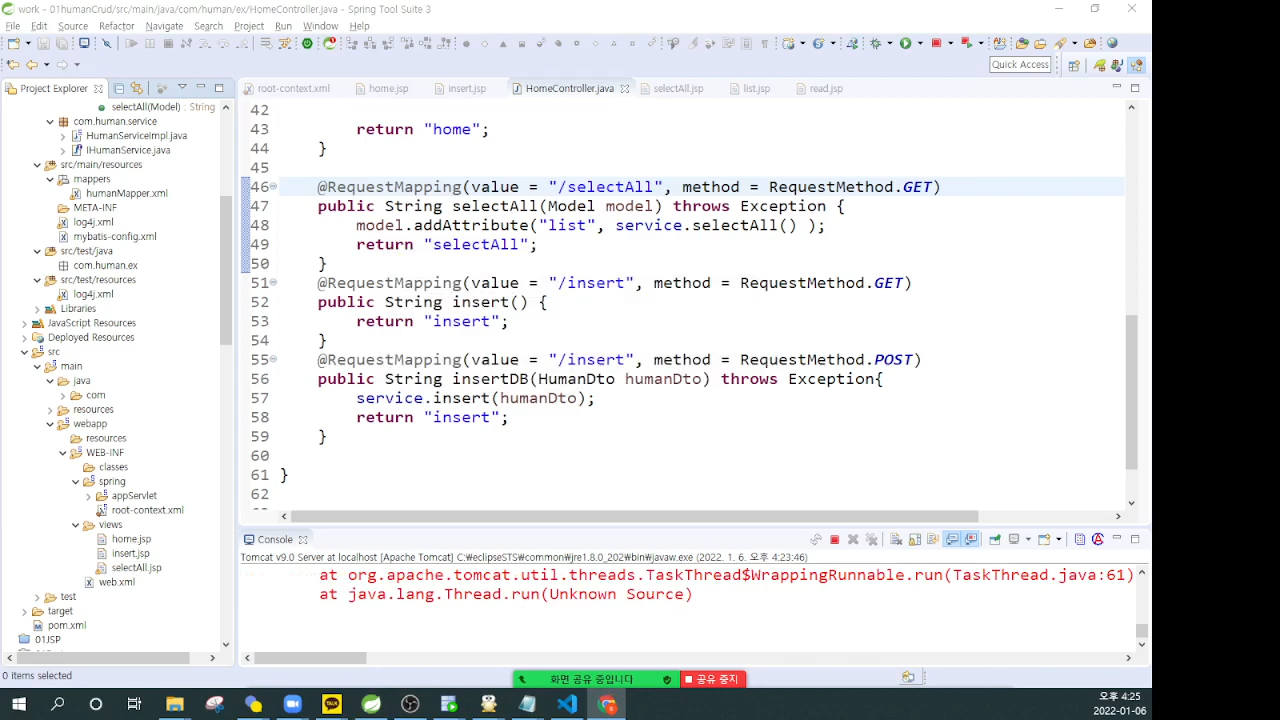 work - 01humanCrud/src/main/java/com/human/ex/HomeController.java - Spring Tool Suite 3
File Edit Source Refactor Navigate Search Project Run Window Help
Quick Access
Project Explorer
root-context.xml home.jsp insert.jsp HomeController.java selectAll.jsp list.jsp read.jsp
selectAll(Model) : String
com.human.service
HumanServiceImpl.java
IHumanService.java
src/main/resources
mappers
humanMapper.xml
META-INF
log4j.xml
mybatis-config.xml
src/test/java
com.human.ex
src/test/resources
log4j.xml
Libraries
JavaScript Resources
Deployed Resources
src
main
java
com
resources
webapp
resources
WEB-INF
classes
spring
appServlet
root-context.xml
views
home.jsp
insert.jsp
selectAll.jsp
web.xml
test
target
pom.xml
01JSP
42
43 return "home";
44 }
45
46 @RequestMapping(value = "/selectAll", method = RequestMethod.GET)
47 public String selectAll(Model model) throws Exception {
48 model.addAttribute("list", service.selectAll() );
49 return "selectAll";
50 }
51 @RequestMapping(value = "/insert", method = RequestMethod.GET)
52 public String insert() {
53 return "insert";
54 }
55 @RequestMapping(value = "/insert", method = RequestMethod.POST)
56 public String insertDB(HumanDto humanDto) throws Exception{
57 service.insert(humanDto);
58 return "insert";
59 }
60
61 }
62
Console
Tomcat v9.0 Server at localhost [Apache Tomcat] C:\eclipseSTS\common\jre1.8.0_202\bin\javaw.exe (2022. 1. 6. 오후 4:23:46)
at org.apache.tomcat.util.threads.TaskThread$WrappingRunnable.run(TaskThread.java:61)
at java.lang.Thread.run(Unknown Source)
0 items selected
화면 공유 중입니다 공유 중지
TALK
오후 4:25
2022-01-06